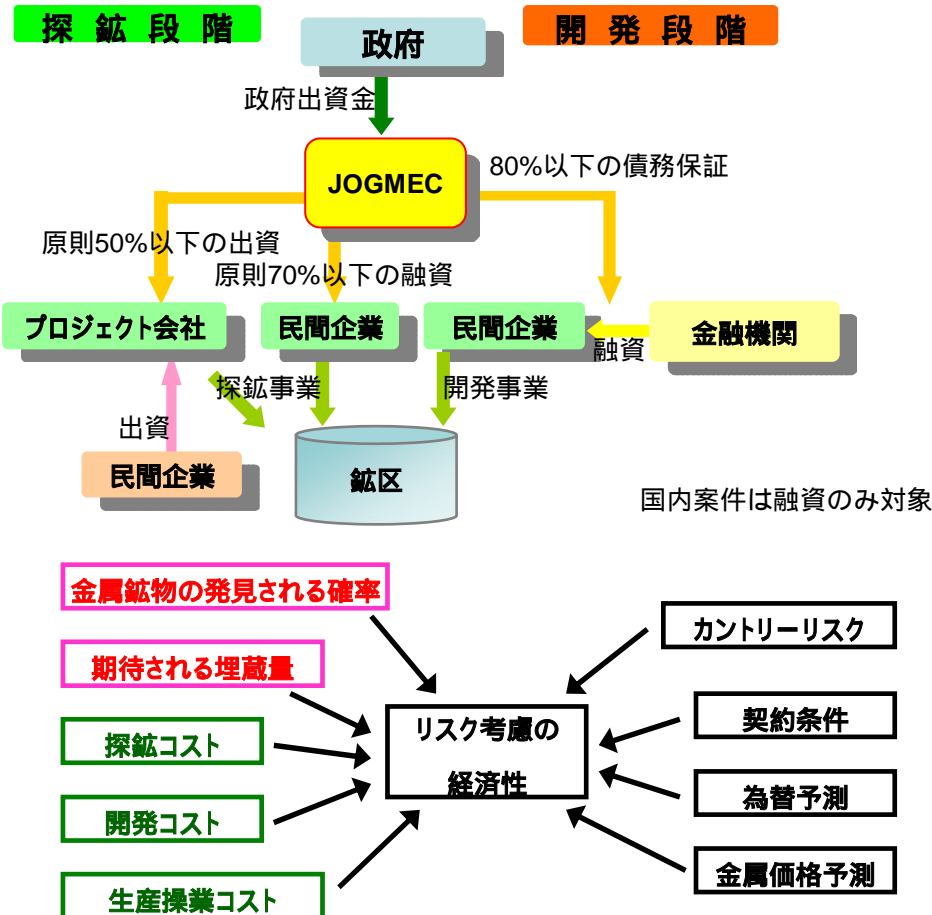 探 鉱 段 階
政府
開 発 段 階
政府出資金
JOGMEC
80%以下の債務保証
原則50%以下の出資
原則70%以下の融資
プロジェクト会社
民間企業
民間企業
金融機関
融資
探鉱事業
開発事業
出資
民間企業
鉱区
国内案件は融資のみ対象
金属鉱物の発見される確率
カントリーリスク
期待される埋蔵量
リスク考慮の
経済性
契約条件
探鉱コスト
為替予測
開発コスト
金属価格予測
生産操業コスト